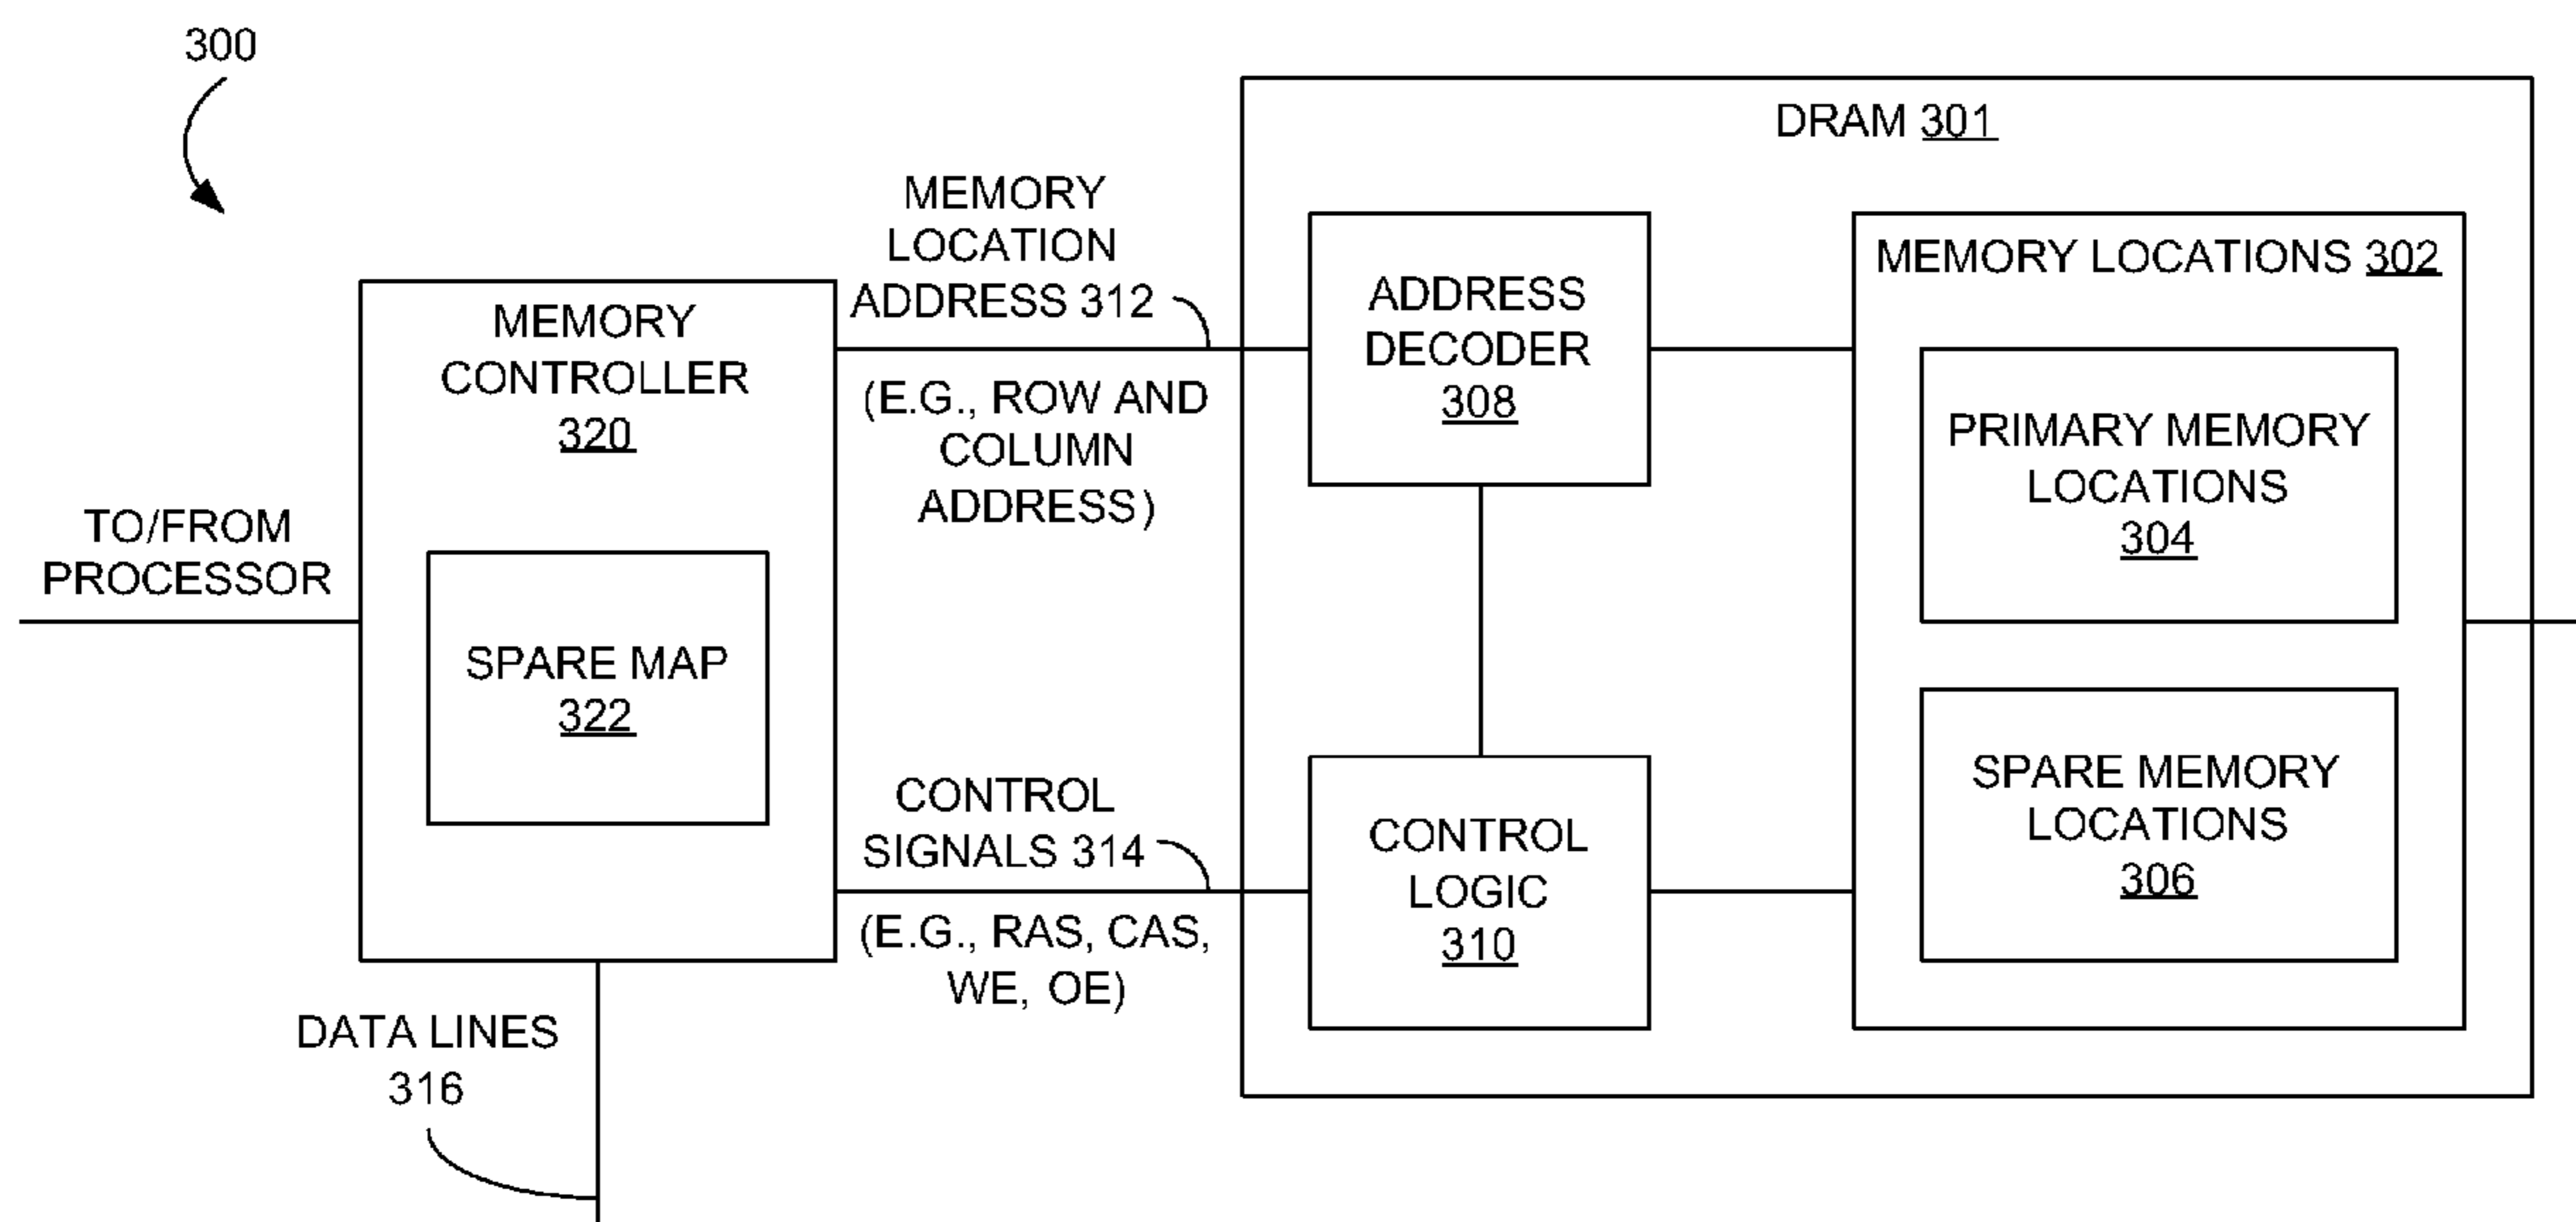 300
DRAM 301
MEMORY
LOCATION
ADDRESS 312
(E.G., ROW AND
COLUMN
ADDRESS)
MEMORY
CONTROLLER
320
SPARE MAP
322
TO/FROM
PROCESSOR
ADDRESS
DECODER
308
MEMORY LOCATIONS 302
PRIMARY MEMORY
LOCATIONS
304
SPARE MEMORY
LOCATIONS
306
CONTROL
SIGNALS 314
(E.G., RAS, CAS,
WE, OE)
CONTROL
LOGIC
310
DATA LINES
316